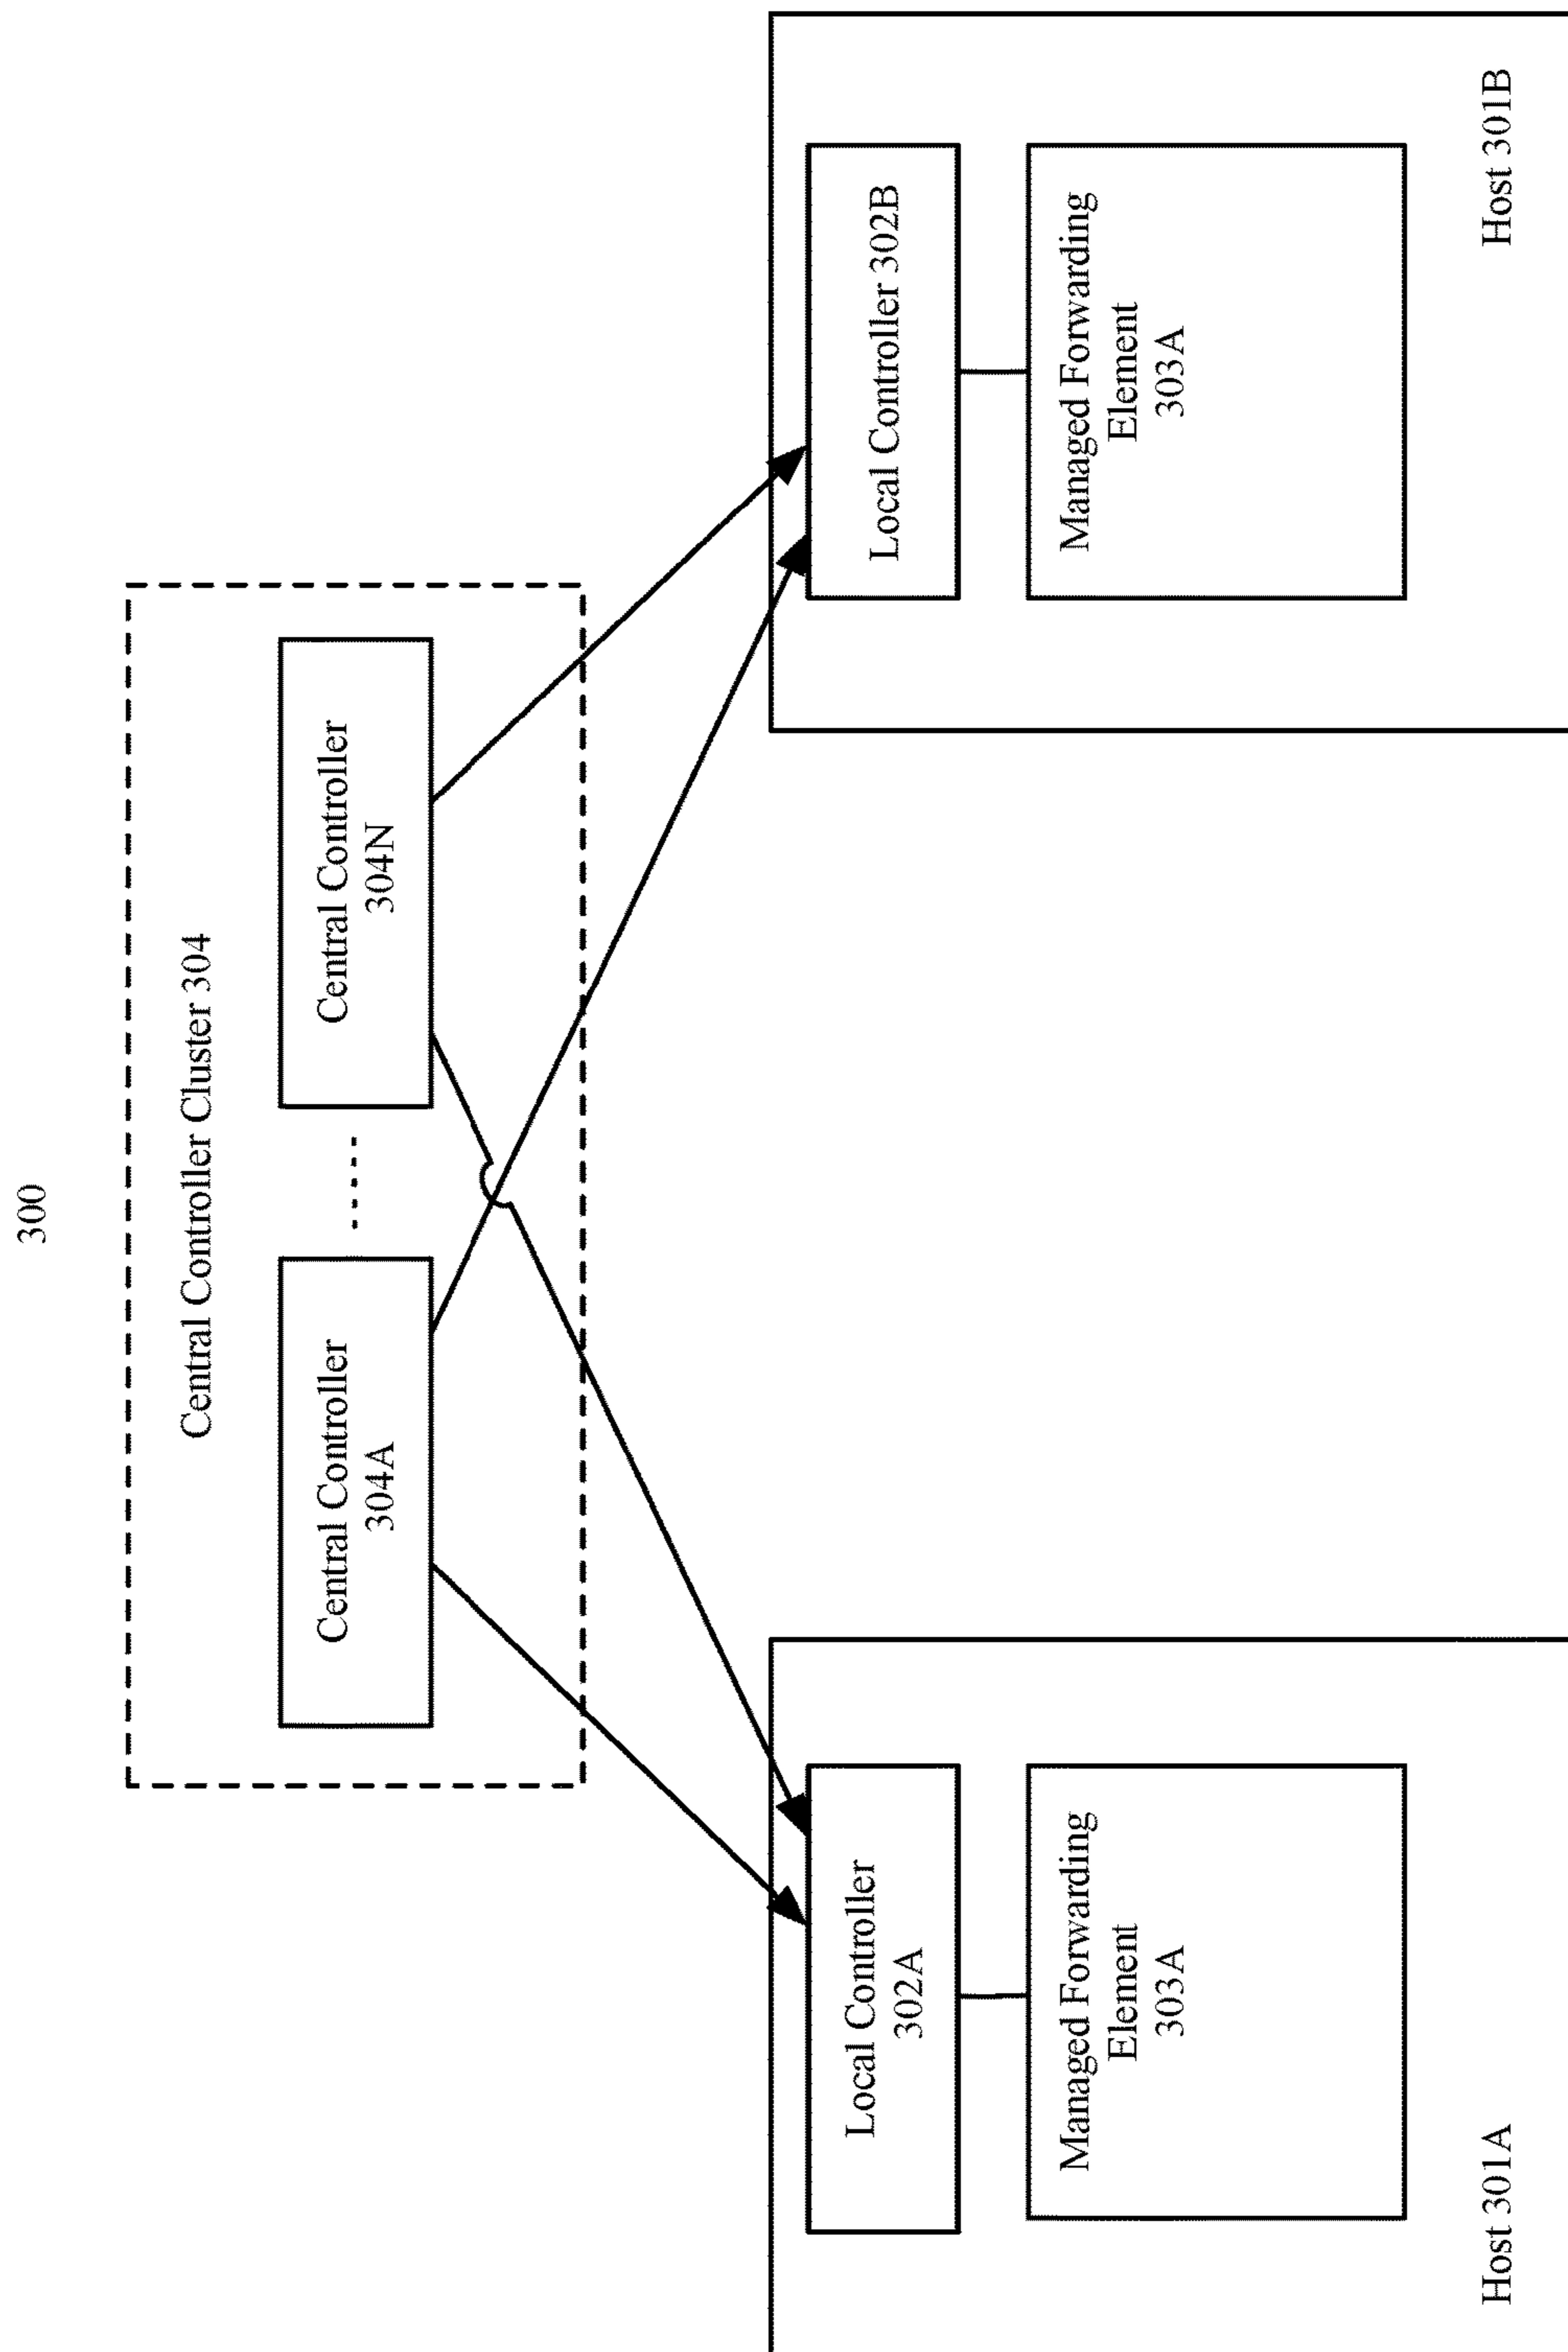 300
Central Controller Cluster 304
Central Controller
304A
Central Controller
304N
Local Controller
302A
Managed Forwarding
Element
303A
Host 301A
Local Controller 302B
Managed Forwarding
Element
303A
Host 301B